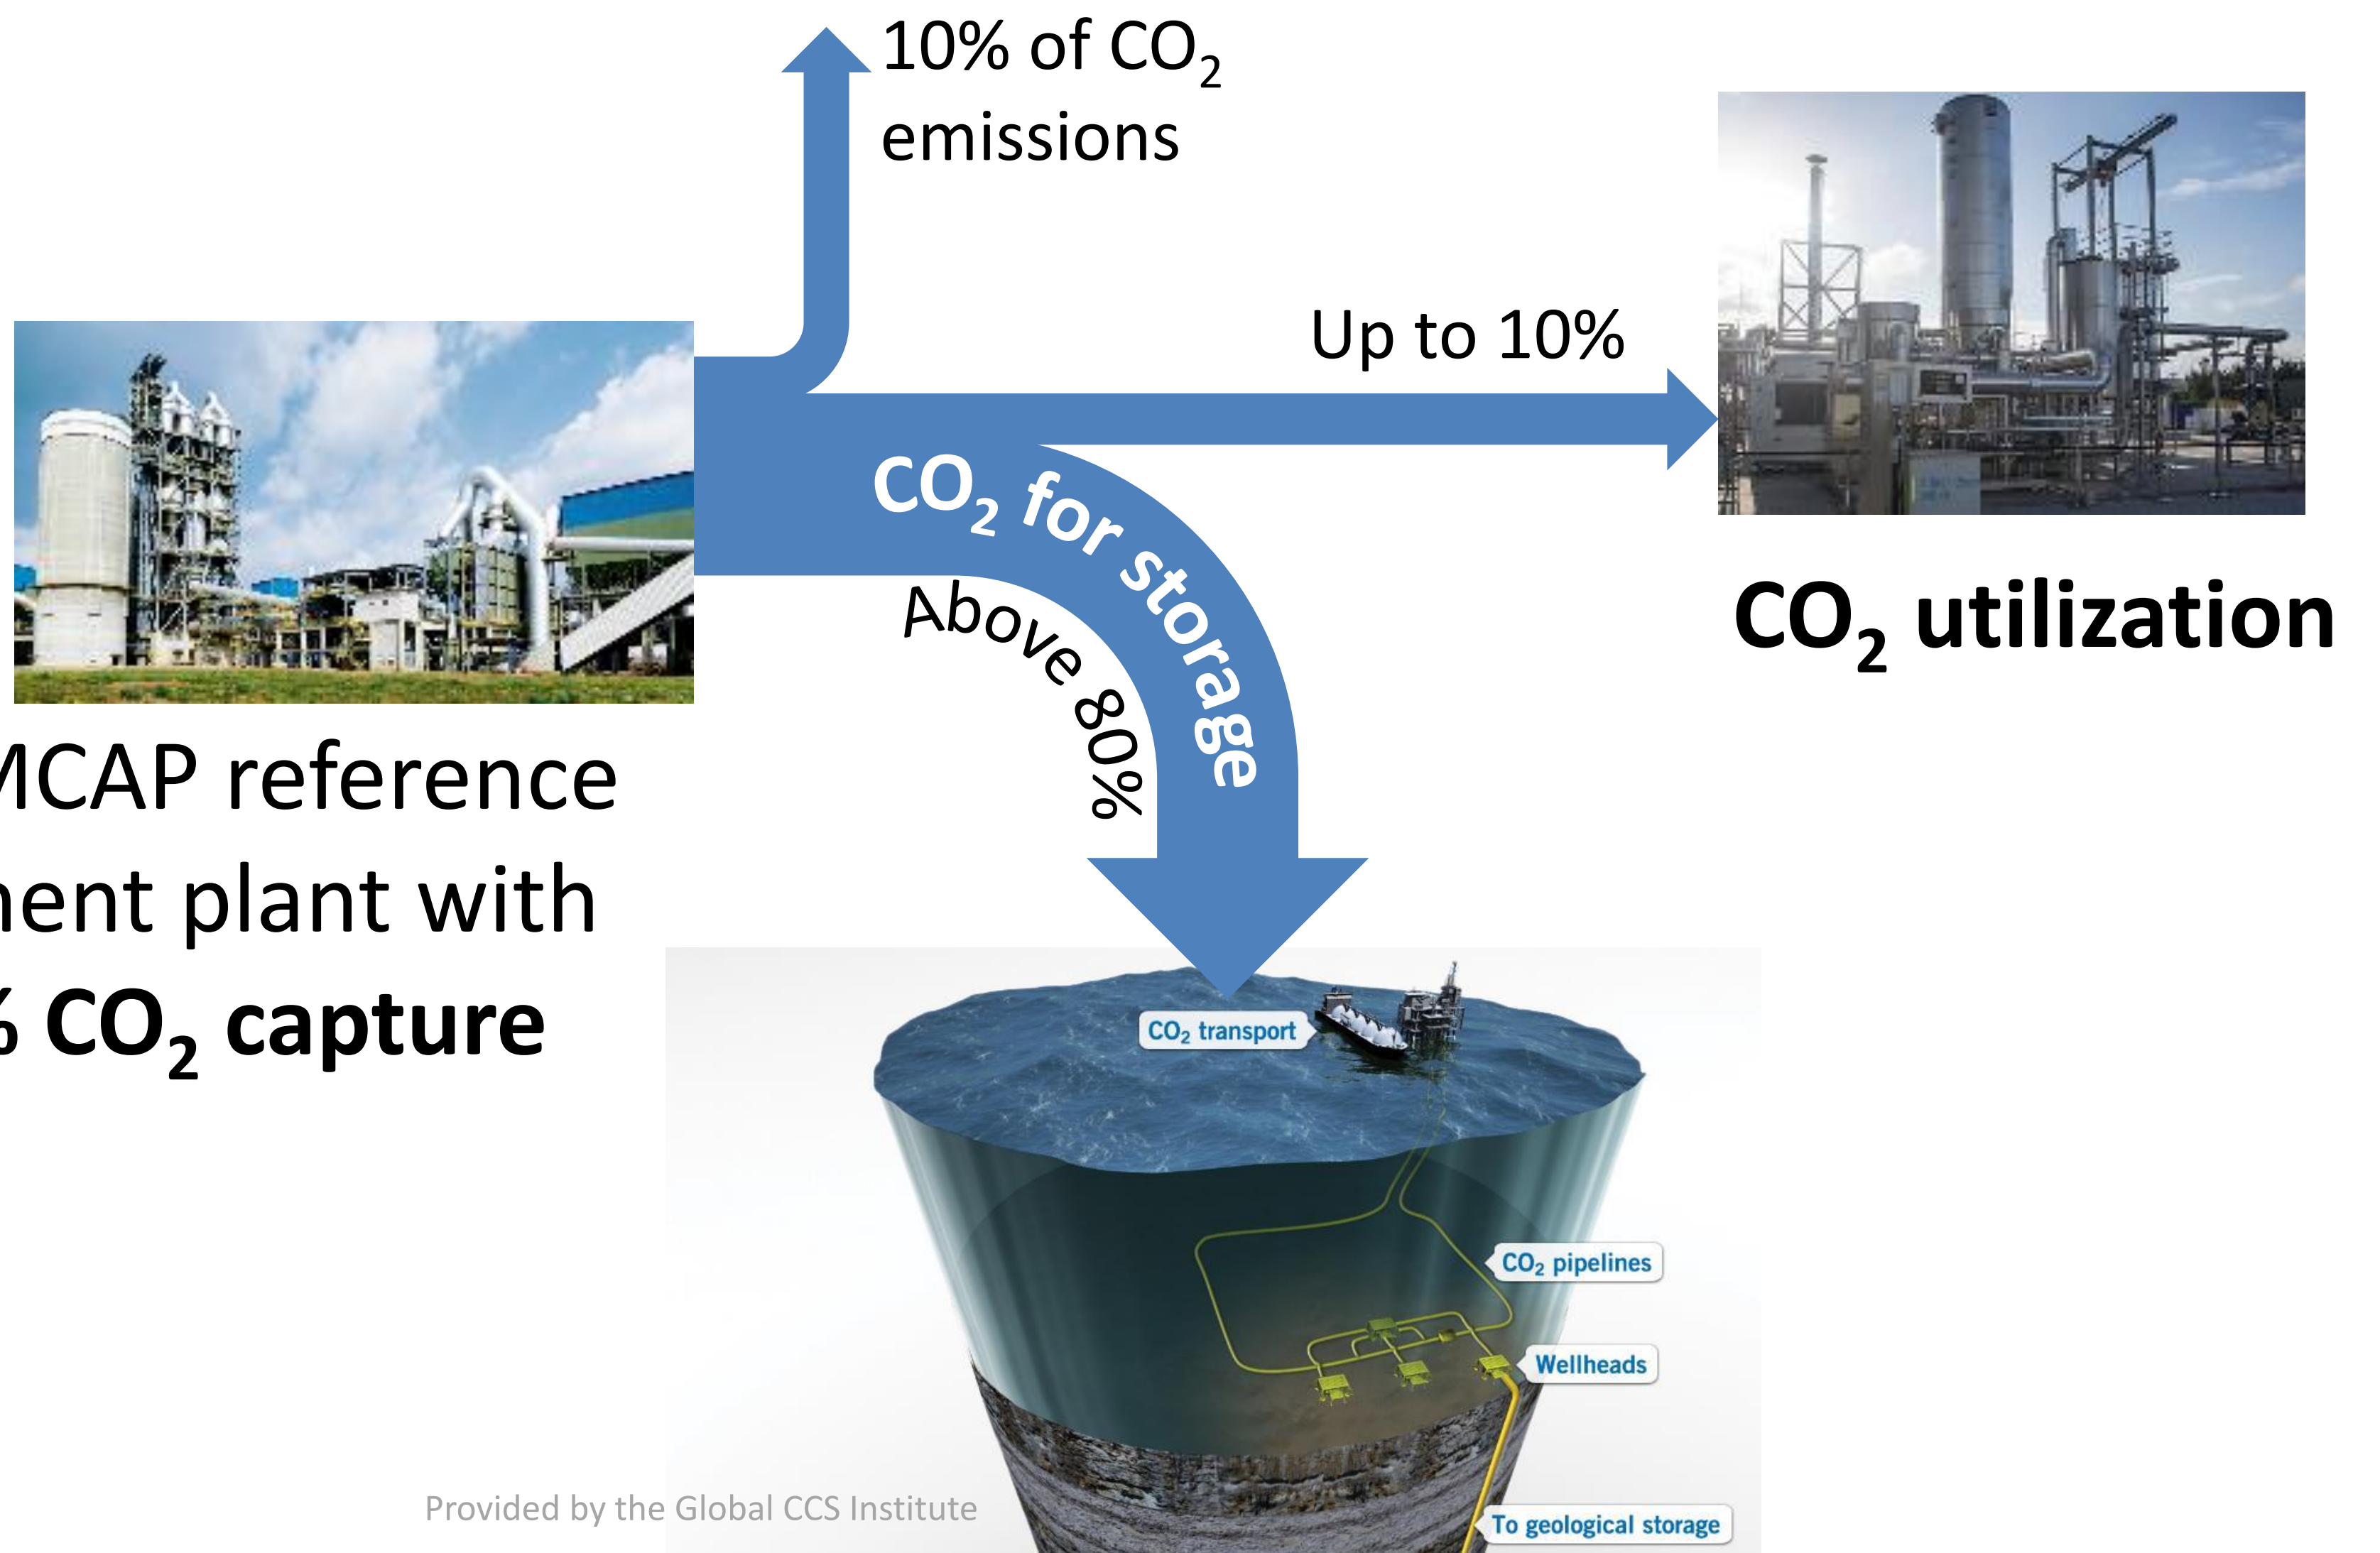 10% of CO₂
emissions
Up to 10%
CO₂ for storage
Above 80%
CO₂ utilization
MCAP reference
ment plant with
% CO₂ capture
CO₂ transport
CO₂ pipelines
Wellheads
To geological storage
Provided by the Global CCS Institute